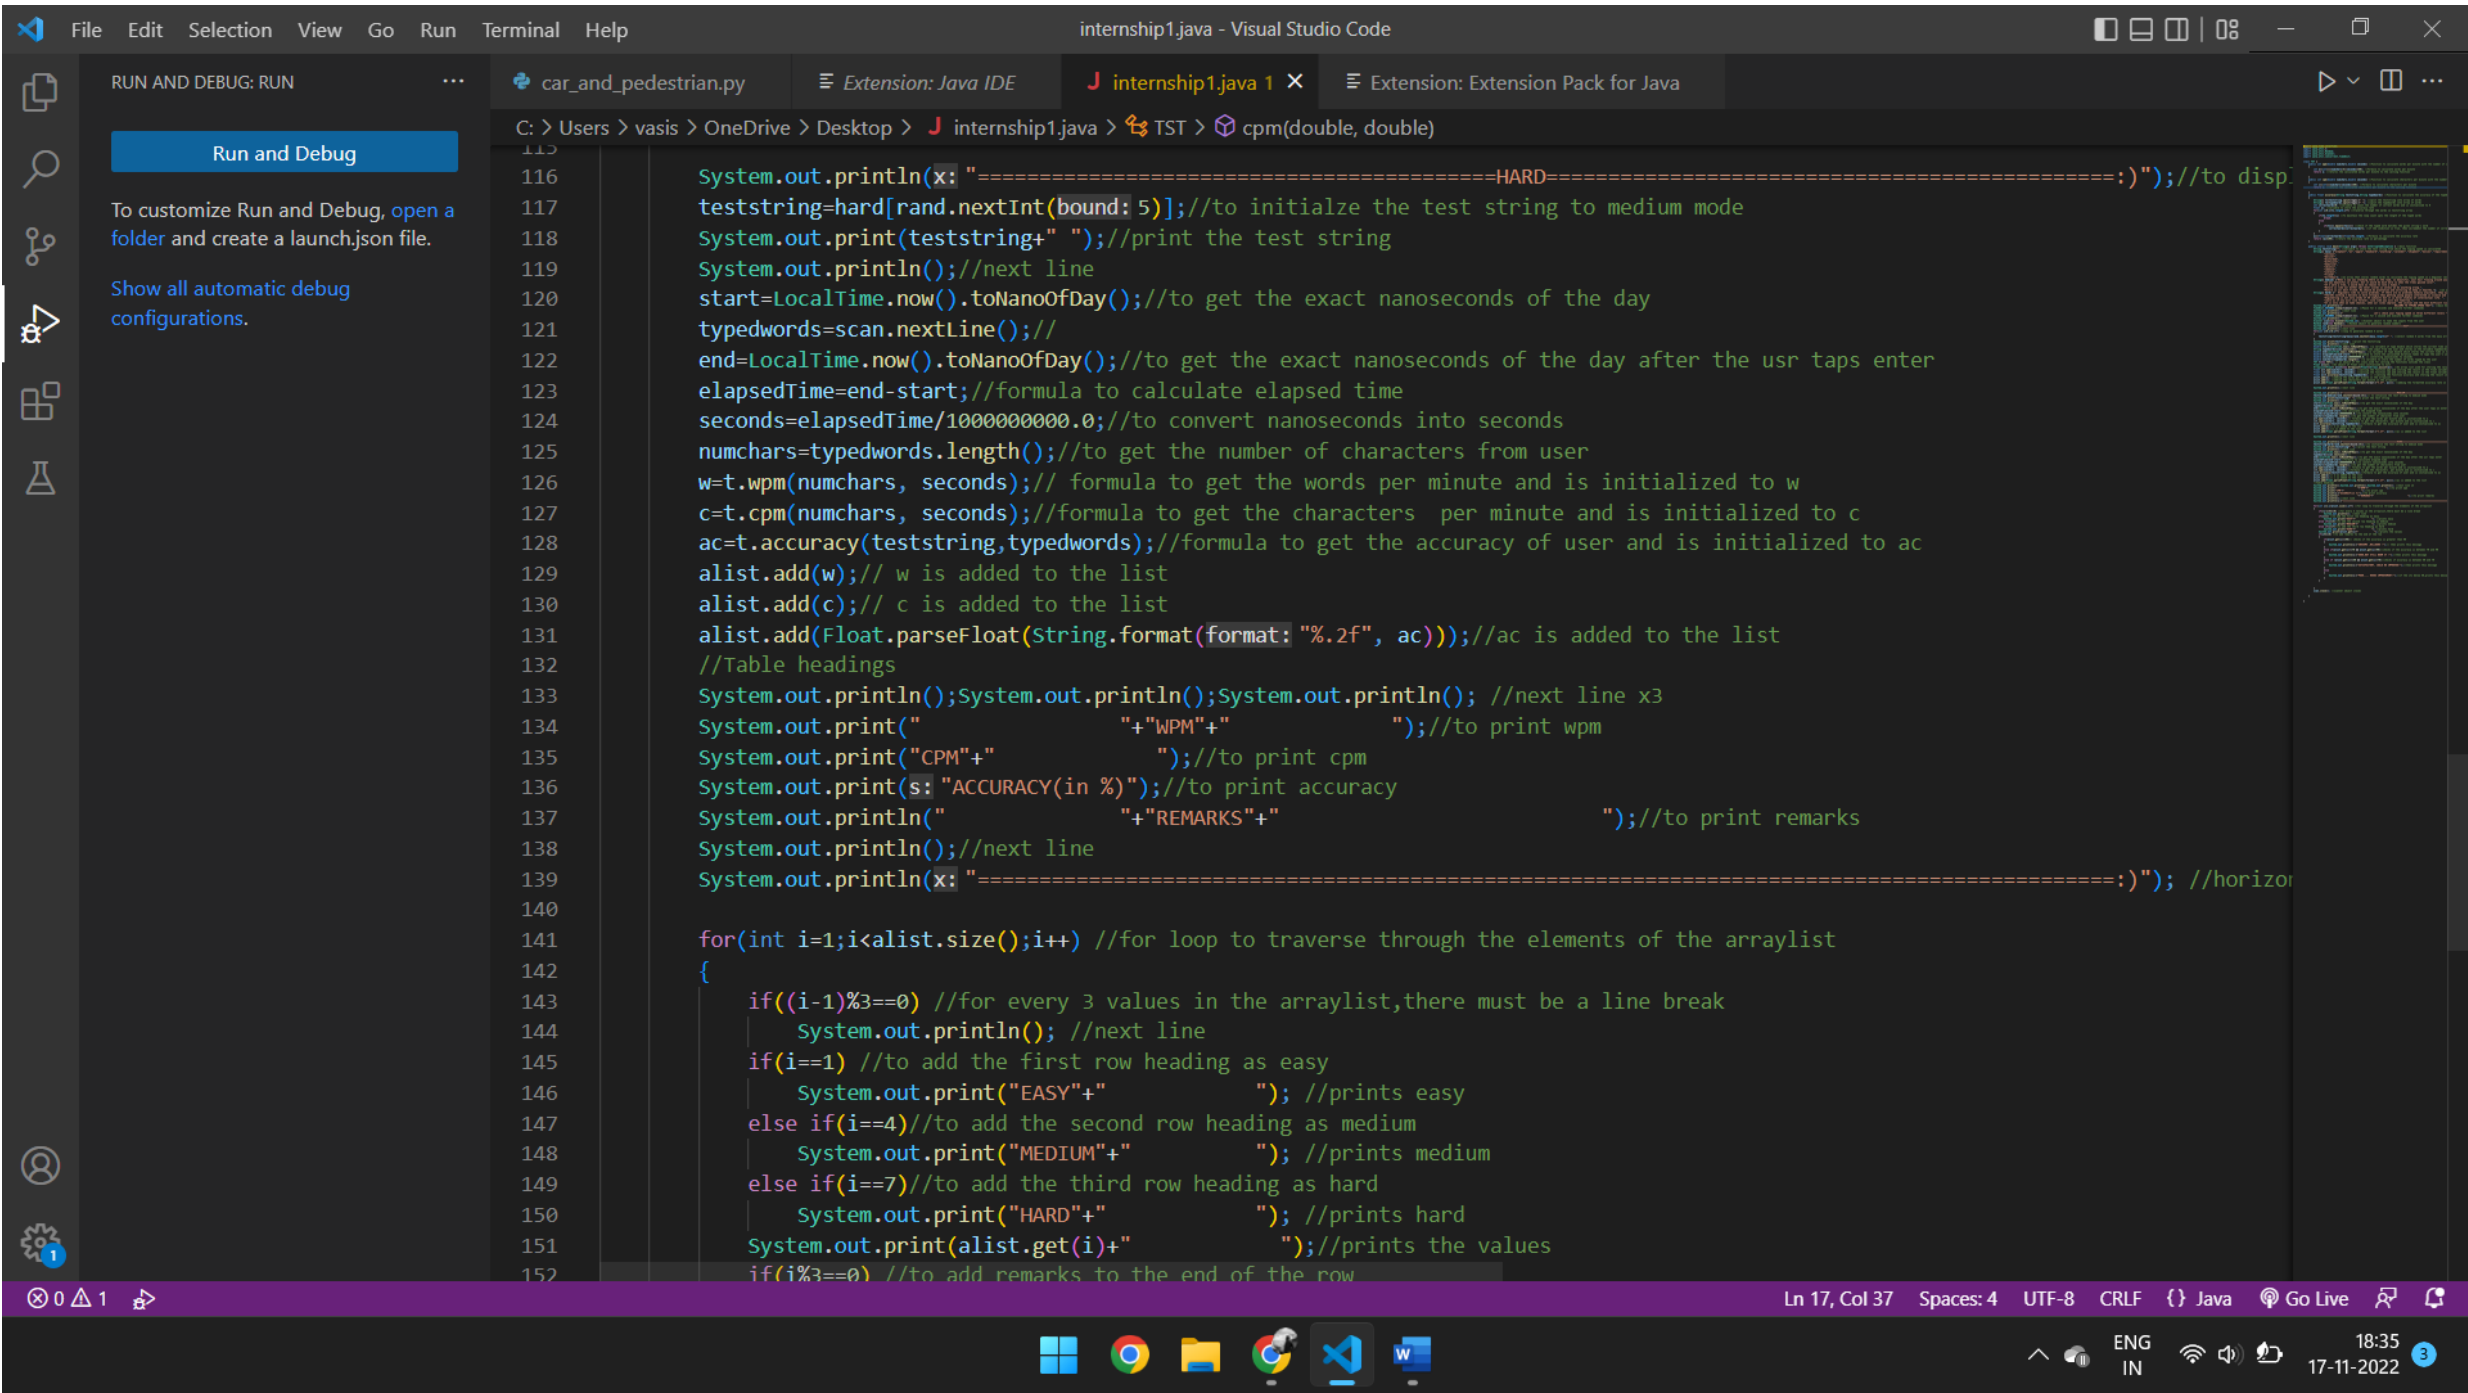 File Edit Selection View Go Run Terminal Help
internship1.java - Visual Studio Code
RUN AND DEBUG: RUN
car_and_pedestrian.py
Extension: Java IDE
internship1.java 1
Extension: Extension Pack for Java
C: > Users > vasis > OneDrive > Desktop > J internship1.java > TST > cpm(double, double)
Run and Debug
To customize Run and Debug, open a
folder and create a launch.json file.
Show all automatic debug
configurations.
115
116 System.out.println(x: "==========================================HARD==============================================:)");//to displ
117 teststring=hard[rand.nextInt(bound: 5)];//to initialze the test string to medium mode
118 System.out.print(teststring+" ");//print the test string
119 System.out.println();//next line
120 start=LocalTime.now().toNanoOfDay();//to get the exact nanoseconds of the day
121 typedwords=scan.nextLine();//
122 end=LocalTime.now().toNanoOfDay();//to get the exact nanoseconds of the day after the usr taps enter
123 elapsedTime=end-start;//formula to calculate elapsed time
124 seconds=elapsedTime/1000000000.0;//to convert nanoseconds into seconds
125 numchars=typedwords.length();//to get the number of characters from user
126 w=t.wpm(numchars, seconds);// formula to get the words per minute and is initialized to w
127 c=t.cpm(numchars, seconds);//formula to get the characters  per minute and is initialized to c
128 ac=t.accuracy(teststring,typedwords);//formula to get the accuracy of user and is initialized to ac
129 alist.add(w);// w is added to the list
130 alist.add(c);// c is added to the list
131 alist.add(Float.parseFloat(String.format(format: "%.2f", ac)));//ac is added to the list
132 //Table headings
133 System.out.println();System.out.println();System.out.println(); //next line x3
134 System.out.print("                "+"WPM"+"             ");//to print wpm
135 System.out.print("CPM"+"             ");//to print cpm
136 System.out.print(s: "ACCURACY(in %)");//to print accuracy
137 System.out.println("              "+"REMARKS"+"                          ");//to print remarks
138 System.out.println();//next line
139 System.out.println(x: "============================================================================================:)"); //horizon
140
141 for(int i=1;i<alist.size();i++) //for loop to traverse through the elements of the arraylist
142 {
143 if((i-1)%3==0) //for every 3 values in the arraylist,there must be a line break
144 System.out.println(); //next line
145 if(i==1) //to add the first row heading as easy
146 System.out.print("EASY"+"            "); //prints easy
147 else if(i==4)//to add the second row heading as medium
148 System.out.print("MEDIUM"+"          "); //prints medium
149 else if(i==7)//to add the third row heading as hard
150 System.out.print("HARD"+"            "); //prints hard
151 System.out.print(alist.get(i)+"            ");//prints the values
152 if(i%3==0) //to add remarks to the end of the row
1
0 1
Ln 17, Col 37 Spaces: 4 UTF-8 CRLF {} Java Go Live
ENG
IN
18:35
17-11-2022
3